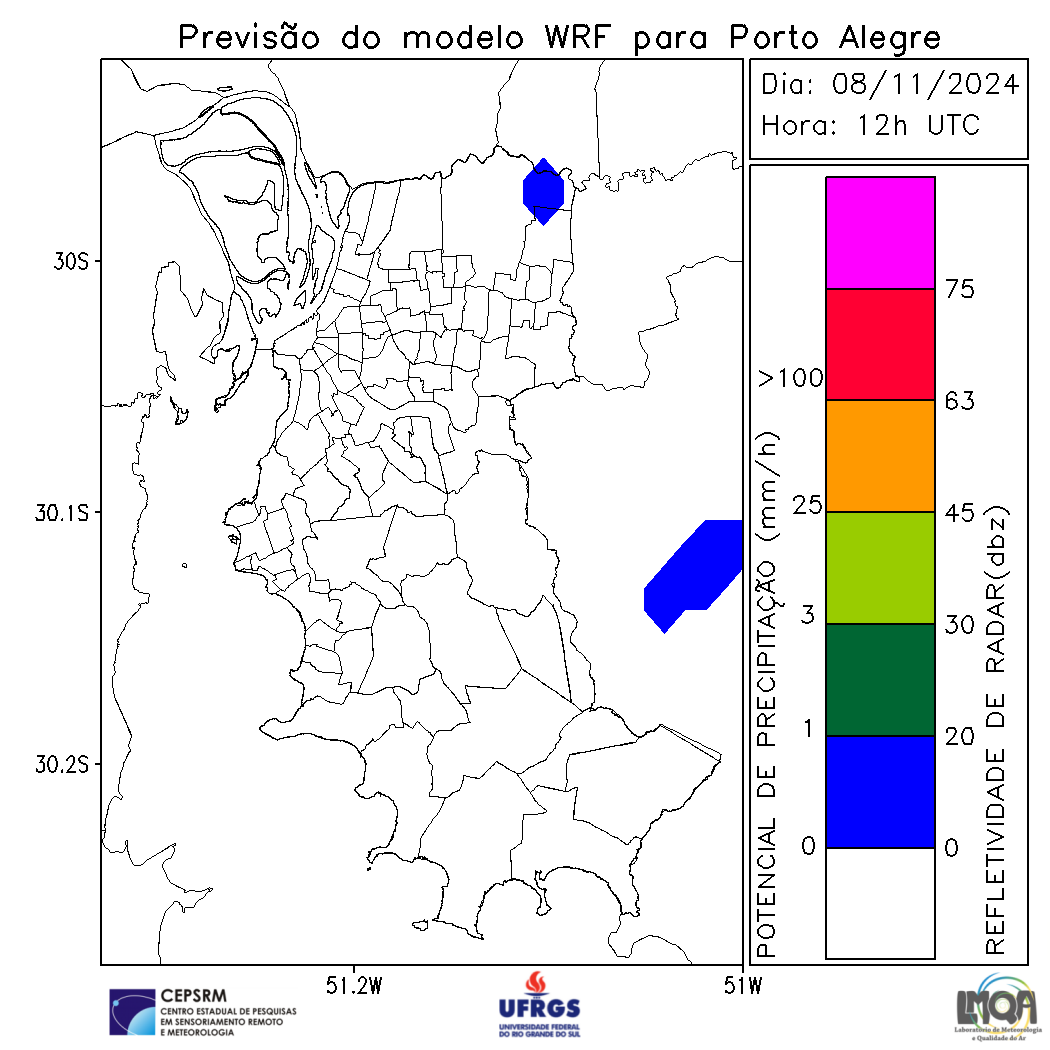 Previsão do modelo WRF para Porto Alegre
Dia: 08/11/2024
Hora: 12h UTC
30S
30.1S
30.2S
51.2W
51W
POTENCIAL DE PRECIPITAÇÃO (mm/h)
>100
25
3
1
0
75
63
45
30
20
0
REFLETIVIDADE DE RADAR(dbz)
CEPSRM
CENTRO ESTADUAL DE PESQUISAS
EM SENSORIAMENTO REMOTO
E METEOROLOGIA
UFRGS
UNIVERSIDADE FEDERAL
DO RIO GRANDE DO SUL
LMQA
Laboratório de Meteorologia
e Qualidade do Ar